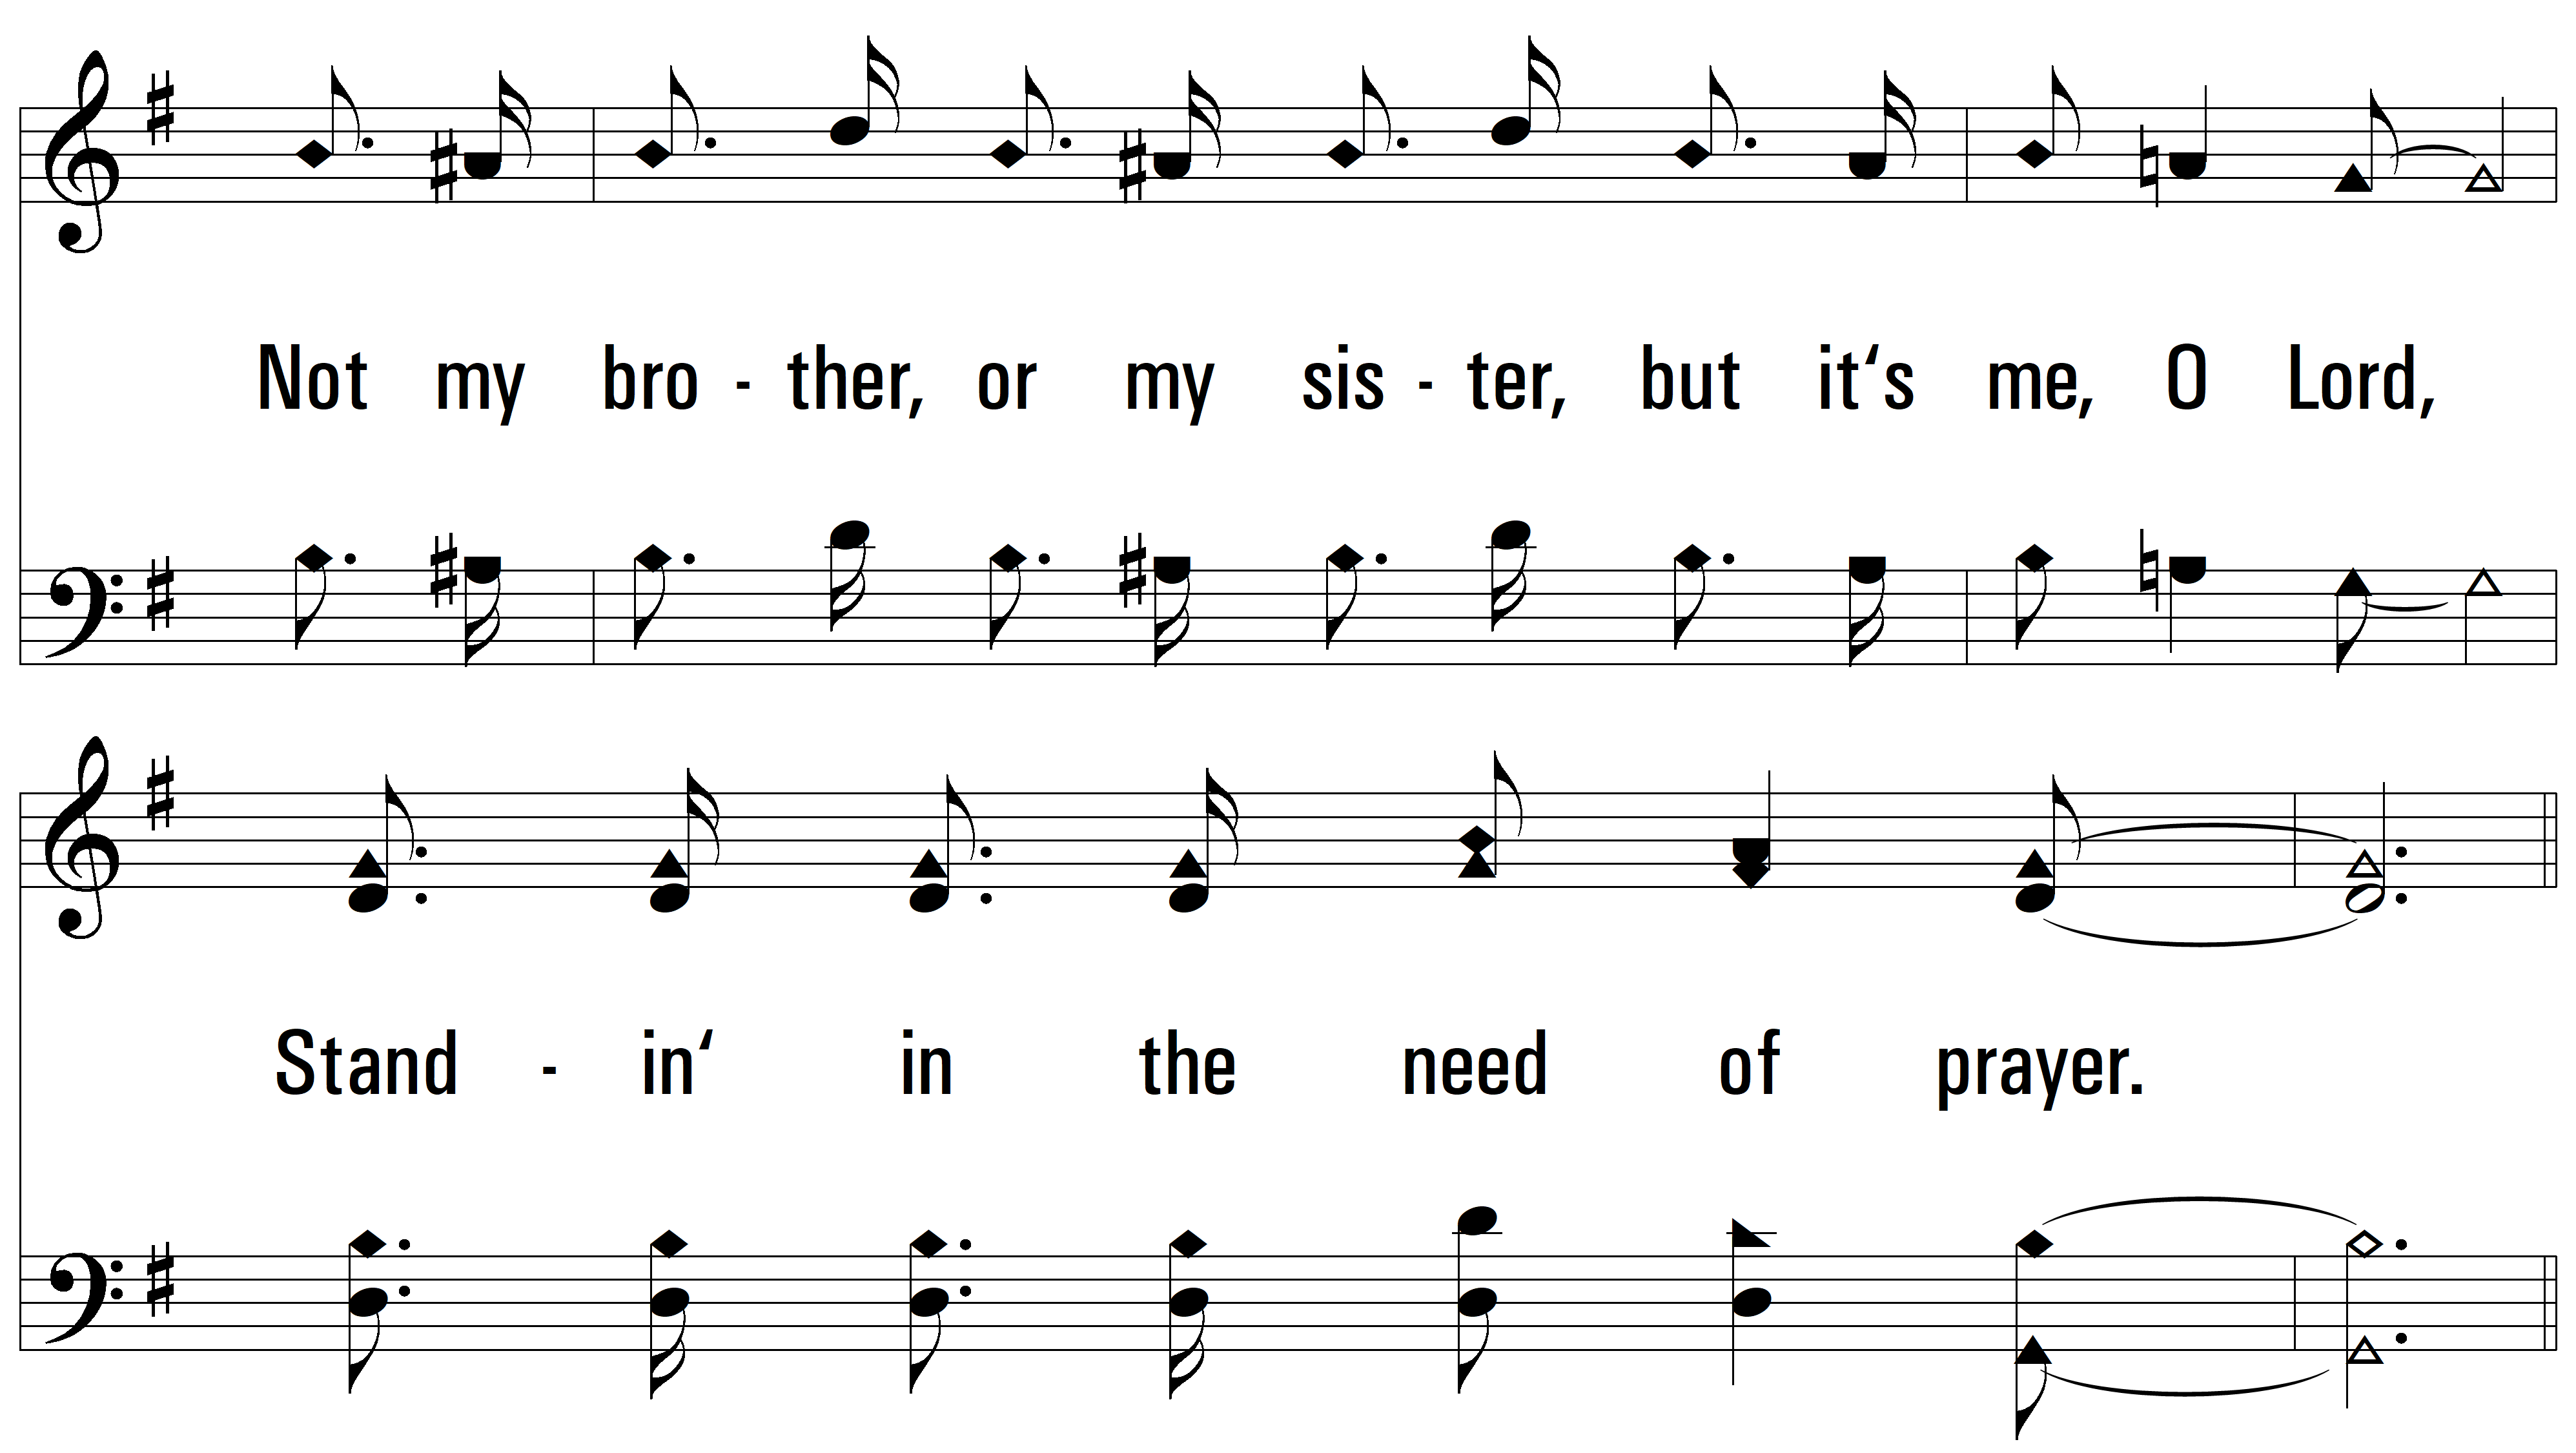 Not my bro - ther, or my sis - ter, but it‘s me, O Lord,
Stand - in‘ in the need of prayer.